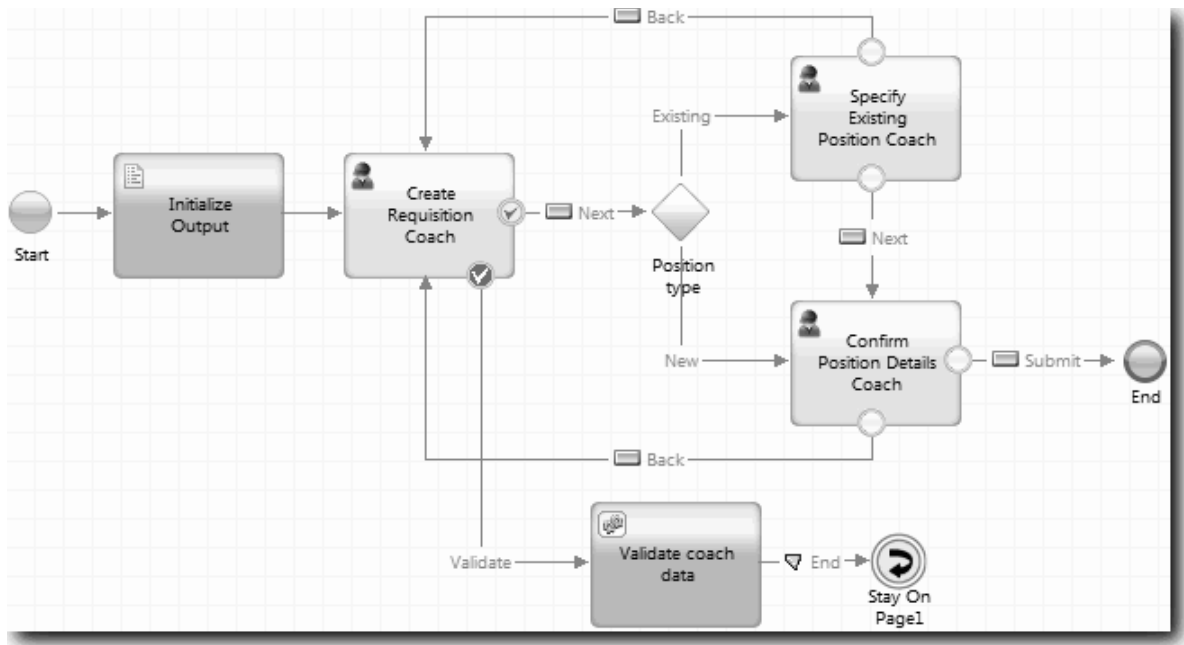 Back
Specify
Existing
Position Coach
Existing
Initialize
Output
Create
Requisition
Coach
Next
Start
Next
Position
type
Confirm
Position Details
Coach
New
Submit
End
Back
Validate
Validate coach
data
End
Stay On
Page1